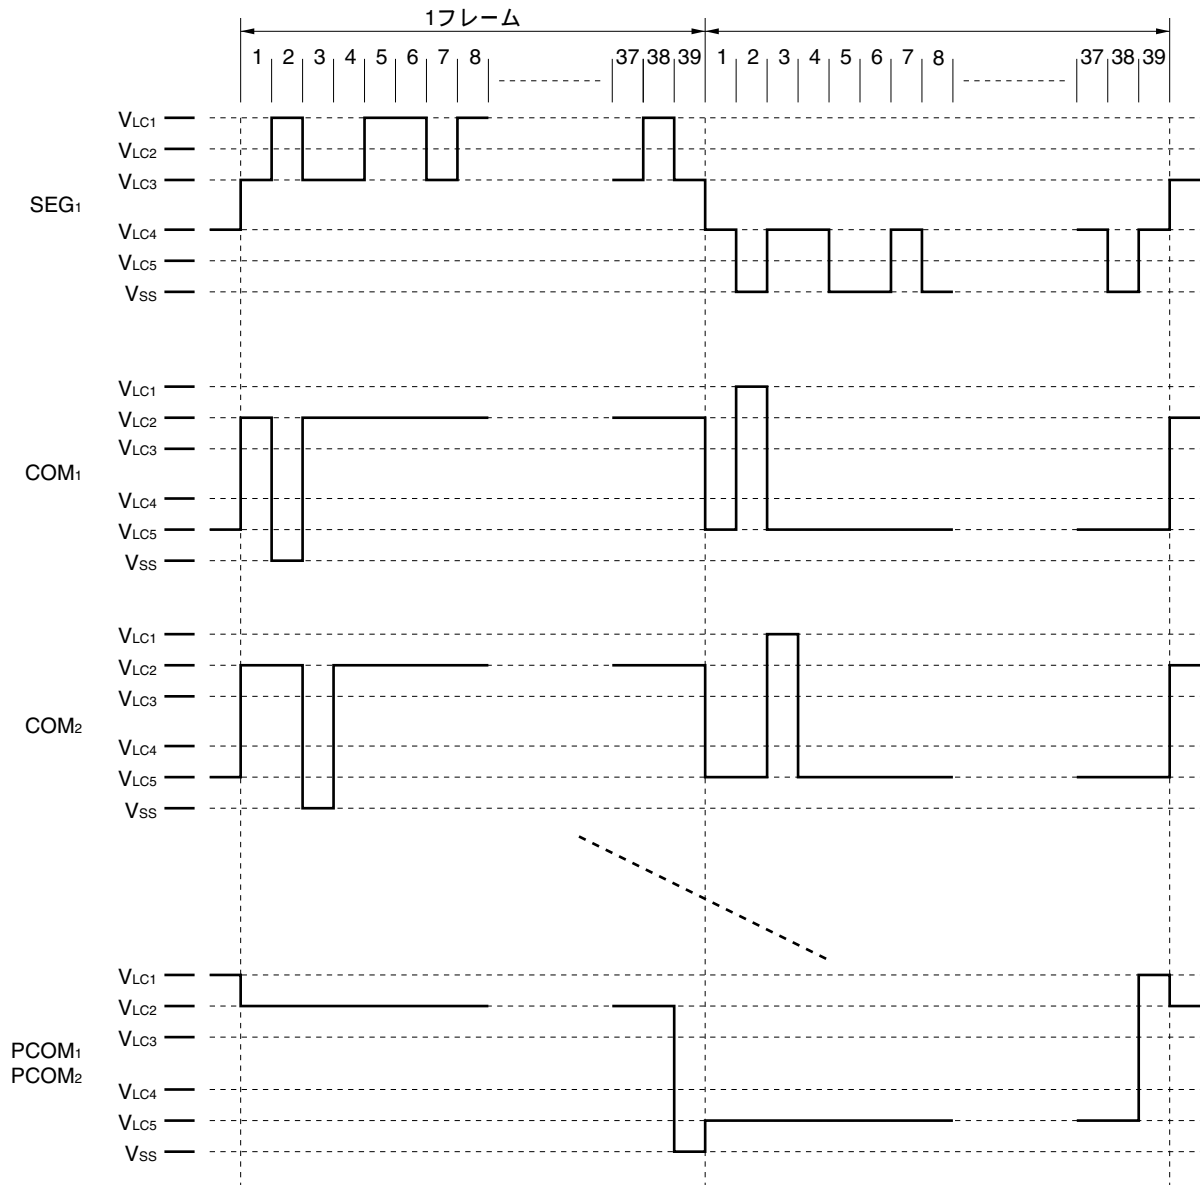 1フレーム
1 2 3 4 5 6 7 8 37 38 39 1 2 3 4 5 6 7 8 37 38 39
SEG1
VLC1
VLC2
VLC3
VLC4
VLC5
VSS
COM1
VLC1
VLC2
VLC3
VLC4
VLC5
VSS
COM2
VLC1
VLC2
VLC3
VLC4
VLC5
VSS
PCOM1
PCOM2
VLC1
VLC2
VLC3
VLC4
VLC5
VSS